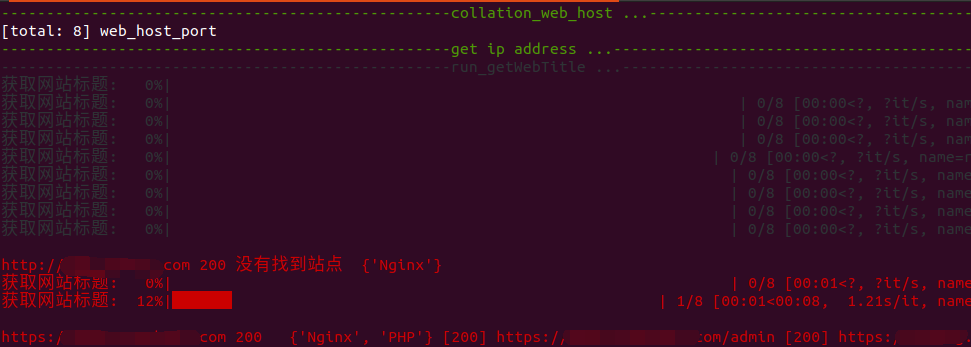 --------------------------------------------------collation_web_host ...------------------------------------
[total: 8] web_host_port
--------------------------------------------------get ip address ...----------------------------------------
--------------------------------------------------run_getWebTitle ...---------------------------------------
获取网站标题:   0%|
获取网站标题:   0%| | 0/8 [00:00<?, ?it/s, nam
获取网站标题:   0%| | 0/8 [00:00<?, ?it/s, nam
获取网站标题:   0%| | 0/8 [00:00<?, ?it/s, nam
获取网站标题:   0%| | 0/8 [00:00<?, ?it/s, name=r
获取网站标题:   0%| | 0/8 [00:00<?, ?it/s, name
获取网站标题:   0%| | 0/8 [00:00<?, ?it/s, name
获取网站标题:   0%| | 0/8 [00:00<?, ?it/s, name
获取网站标题:   0%| | 0/8 [00:00<?, ?it/s, name
http:/ com 200 没有找到站点  {'Nginx'}
获取网站标题:   0%| | 0/8 [00:01<?, ?it/s, name
获取网站标题:  12%| | 1/8 [00:01<00:08,  1.21s/it, nam
https: com 200   {'Nginx', 'PHP'} [200] https:/ com/admin [200] https: